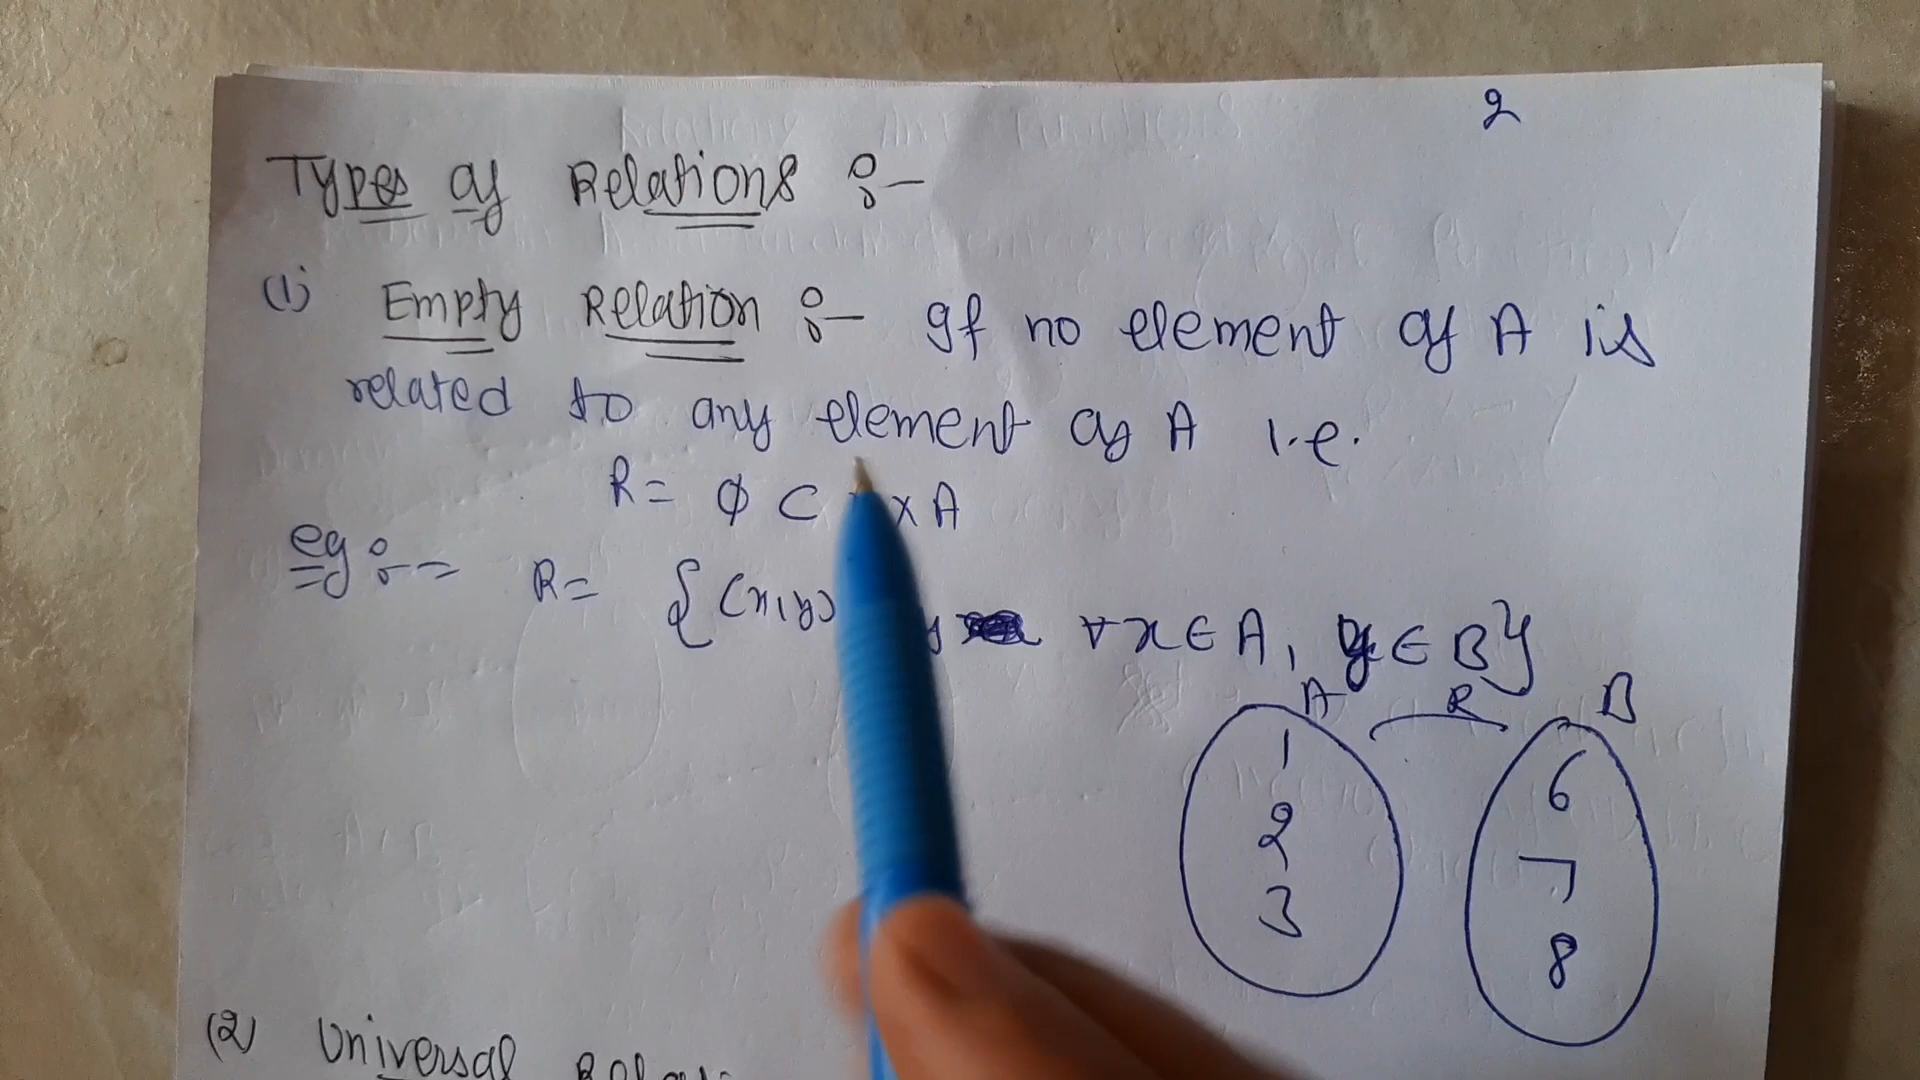 2
Types of Relations :-
(1) Empty Relation :- If no element of A is
related to any element of A i.e.
R = ϕ ⊂ × A
eg :- R = {(x,y) y ∀ x ∈ A, y ∈ B}
A R B
1 6
2 7
3 8
(2) Universal